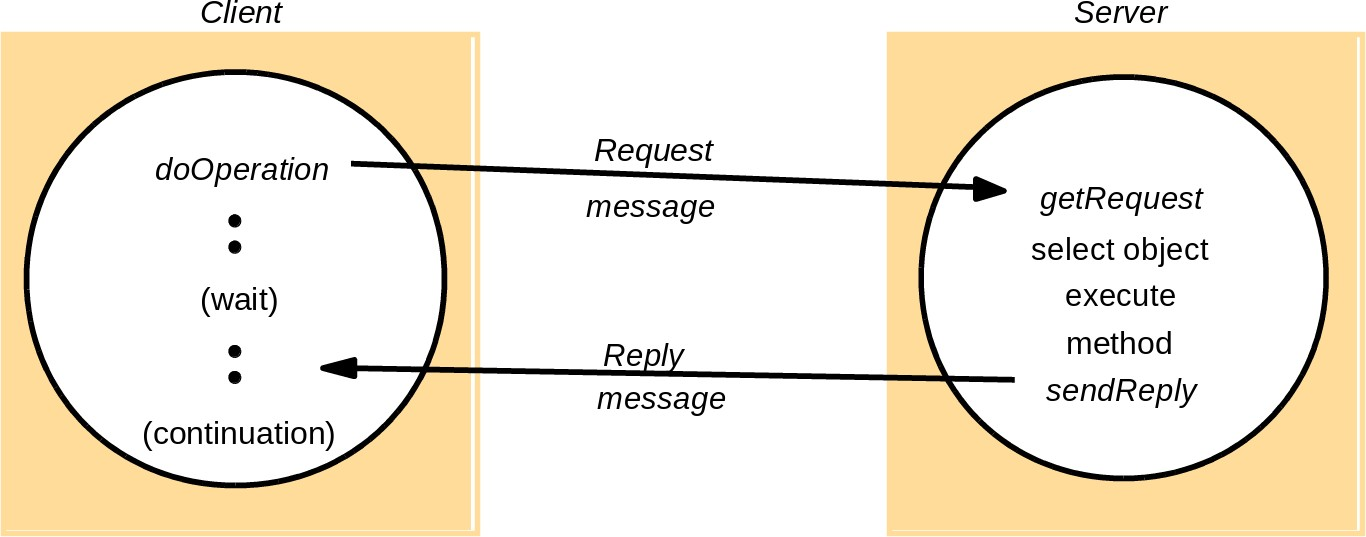 Client
Server
doOperation
(wait)
(continuation)
Request
message
Reply
message
getRequest
select object
execute
method
sendReply